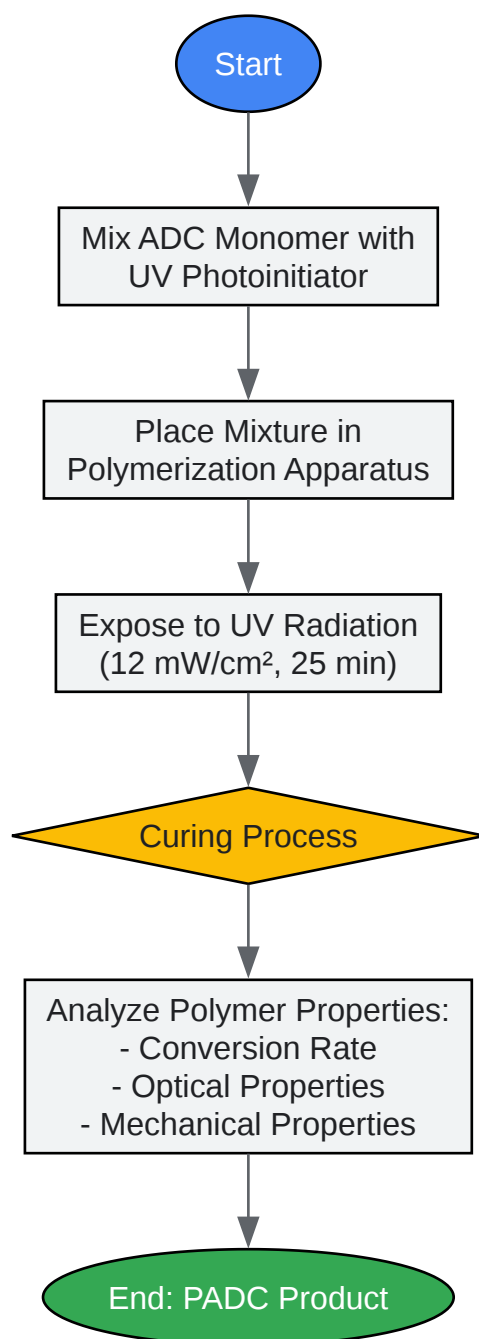 Start
Mix ADC Monomer with
UV Photoinitiator
Place Mixture in
Polymerization Apparatus
Expose to UV Radiation
(12 mW/cm², 25 min)
Curing Process
Analyze Polymer Properties:
- Conversion Rate
- Optical Properties
- Mechanical Properties
End: PADC Product